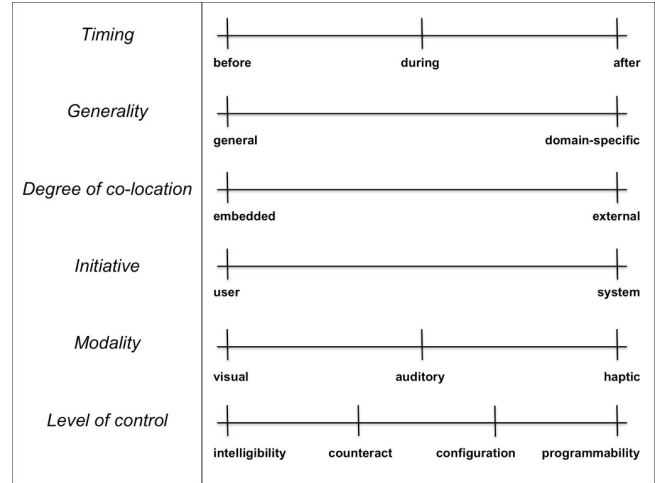 Timing
before during after
Generality
general domain-specific
Degree of co-location
embedded external
Initiative
user system
Modality
visual auditory haptic
Level of control
intelligibility counteract configuration programmability